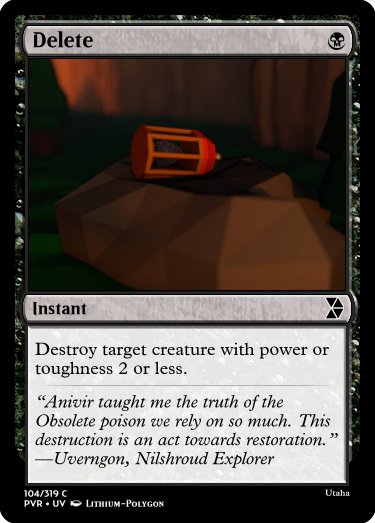 Delete
Instant
Destroy target creature with power or
toughness 2 or less.
“Anivir taught me the truth of the
Obsolete poison we rely on so much. This
destruction is an act towards restoration.”
—Uverngon, Nilshroud Explorer
104/319 C
Utaha
PVR • UV Lithium-Polygon